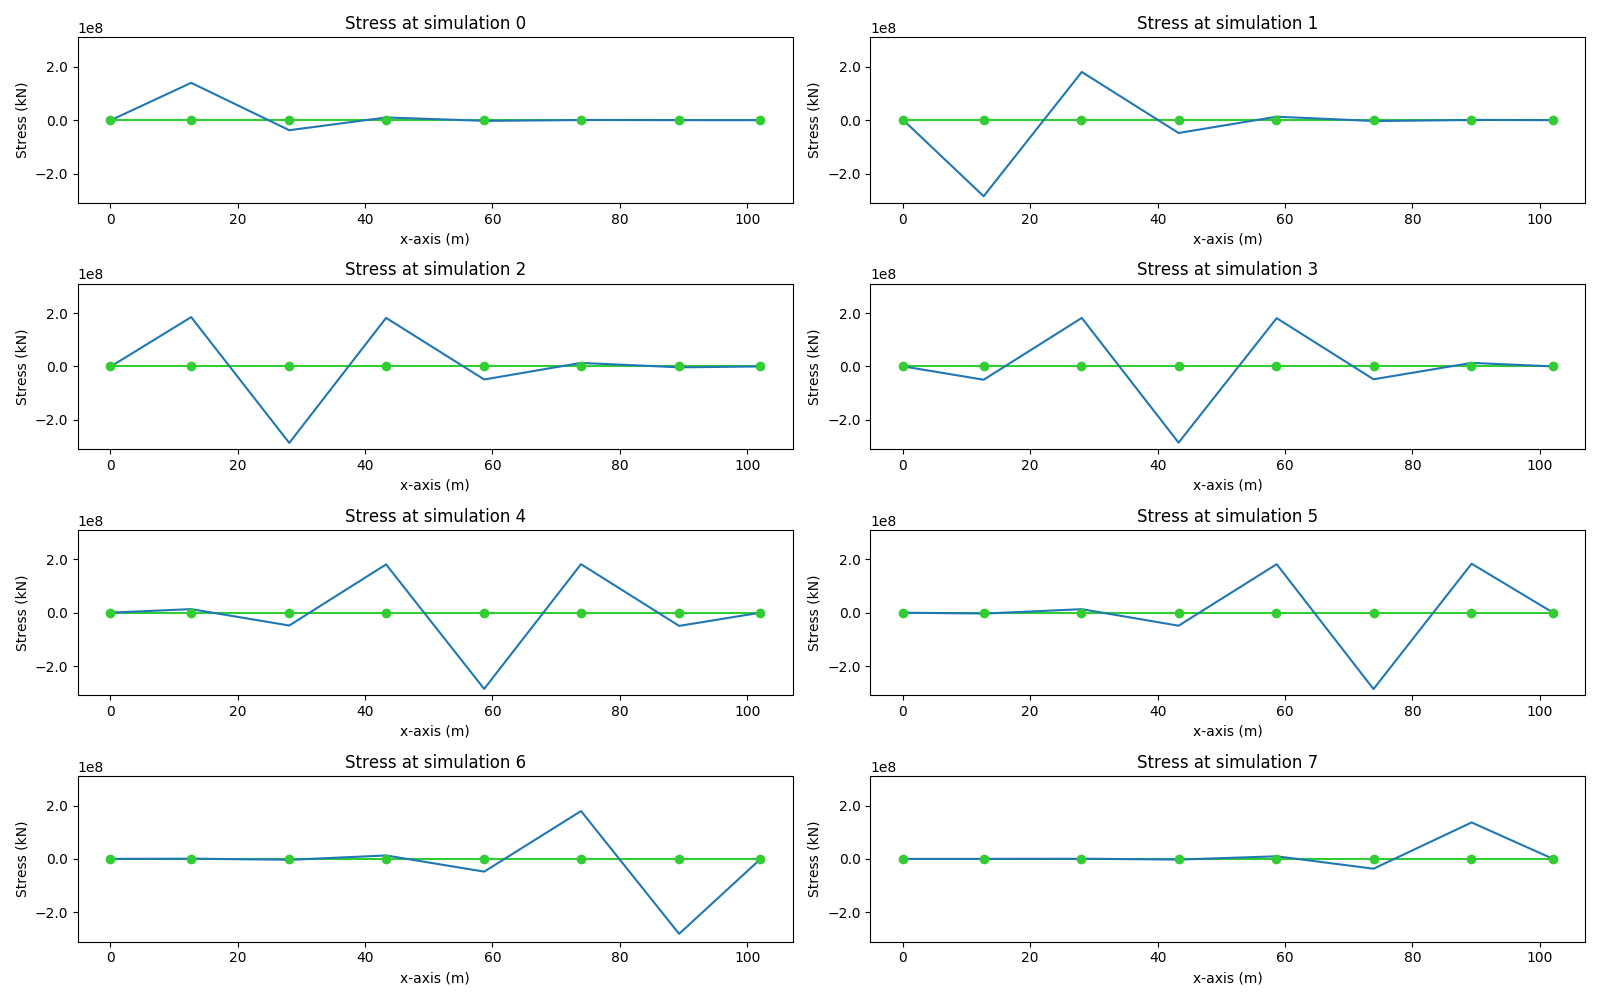 Stress at simulation 0
1e8
Stress (kN)
2.0
0.0
−2.0
0 20 40 60 80 100
x-axis (m)
Stress at simulation 1
1e8
Stress (kN)
2.0
0.0
−2.0
0 20 40 60 80 100
x-axis (m)
Stress at simulation 2
1e8
Stress (kN)
2.0
0.0
−2.0
0 20 40 60 80 100
x-axis (m)
Stress at simulation 3
1e8
Stress (kN)
2.0
0.0
−2.0
0 20 40 60 80 100
x-axis (m)
Stress at simulation 4
1e8
Stress (kN)
2.0
0.0
−2.0
0 20 40 60 80 100
x-axis (m)
Stress at simulation 5
1e8
Stress (kN)
2.0
0.0
−2.0
0 20 40 60 80 100
x-axis (m)
Stress at simulation 6
1e8
Stress (kN)
2.0
0.0
−2.0
0 20 40 60 80 100
x-axis (m)
Stress at simulation 7
1e8
Stress (kN)
2.0
0.0
−2.0
0 20 40 60 80 100
x-axis (m)